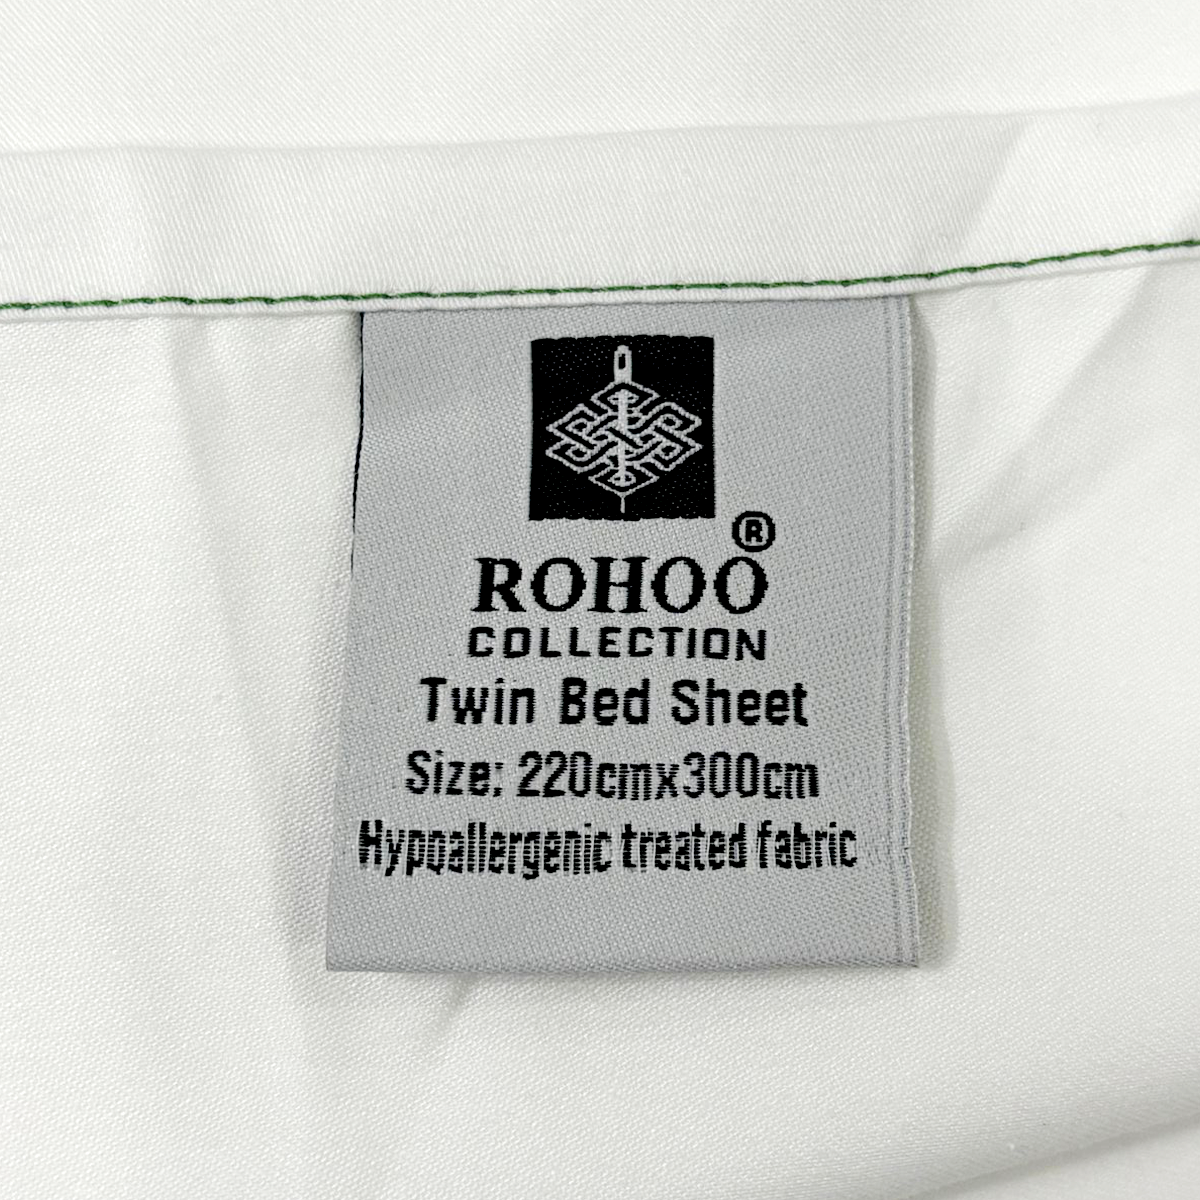 ROHOO®
COLLECTION
Twin Bed Sheet
Size: 220cmx300cm
Hypoallergenic treated fabric